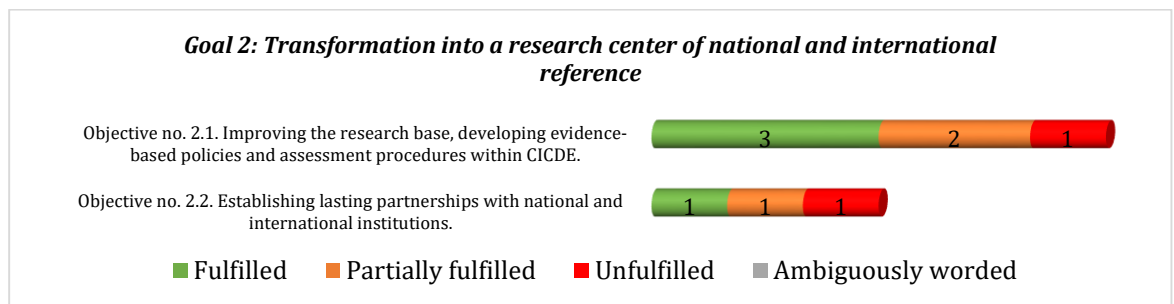 Goal 2: Transformation into a research center of national and international
reference
Objective no. 2.1. Improving the research base, developing evidence-
based policies and assessment procedures within CICDE.
3 2 1
Objective no. 2.2. Establishing lasting partnerships with national and
international institutions.
1 1 1
Fulfilled Partially fulfilled Unfulfilled Ambiguously worded